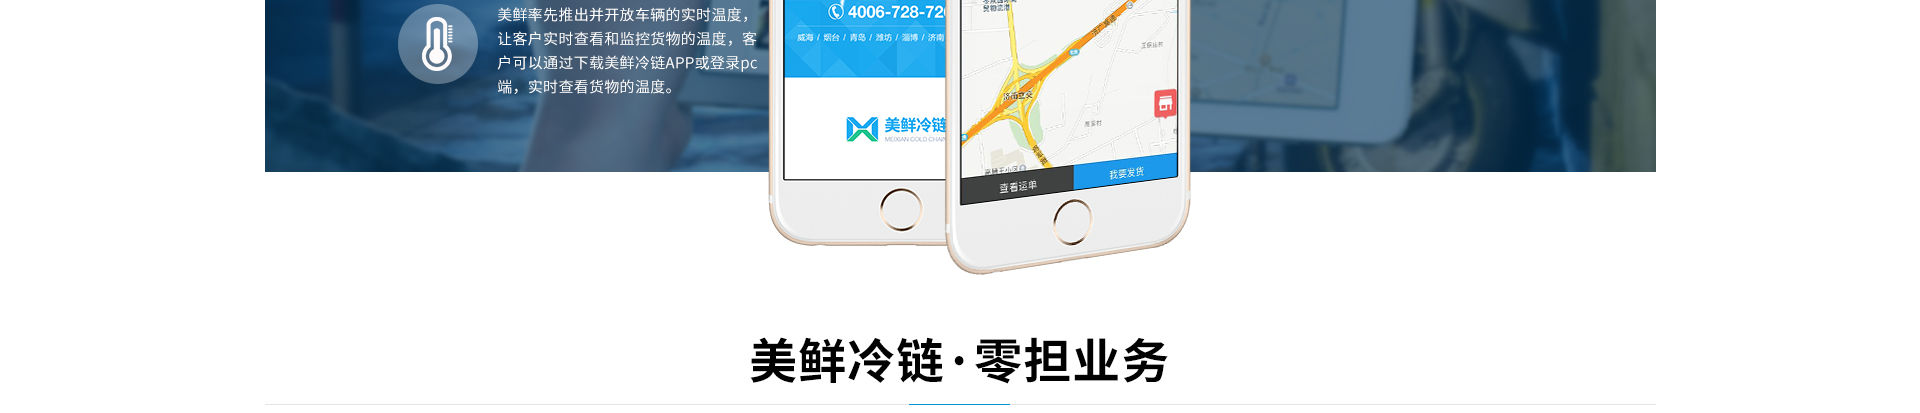 美鲜率先推出并开放车辆的实时温度，
让客户实时查看和监控货物的温度，客
户可以通过下载美鲜冷链APP或登录pc
端，实时查看货物的温度。
4006-728-72
威海 / 烟台 / 青岛 / 潍坊 / 淄博 / 济南
美鲜冷链
MEIXIAN COLD CHAIN
济南立交
查看运单
我要发货
美鲜冷链·零担业务